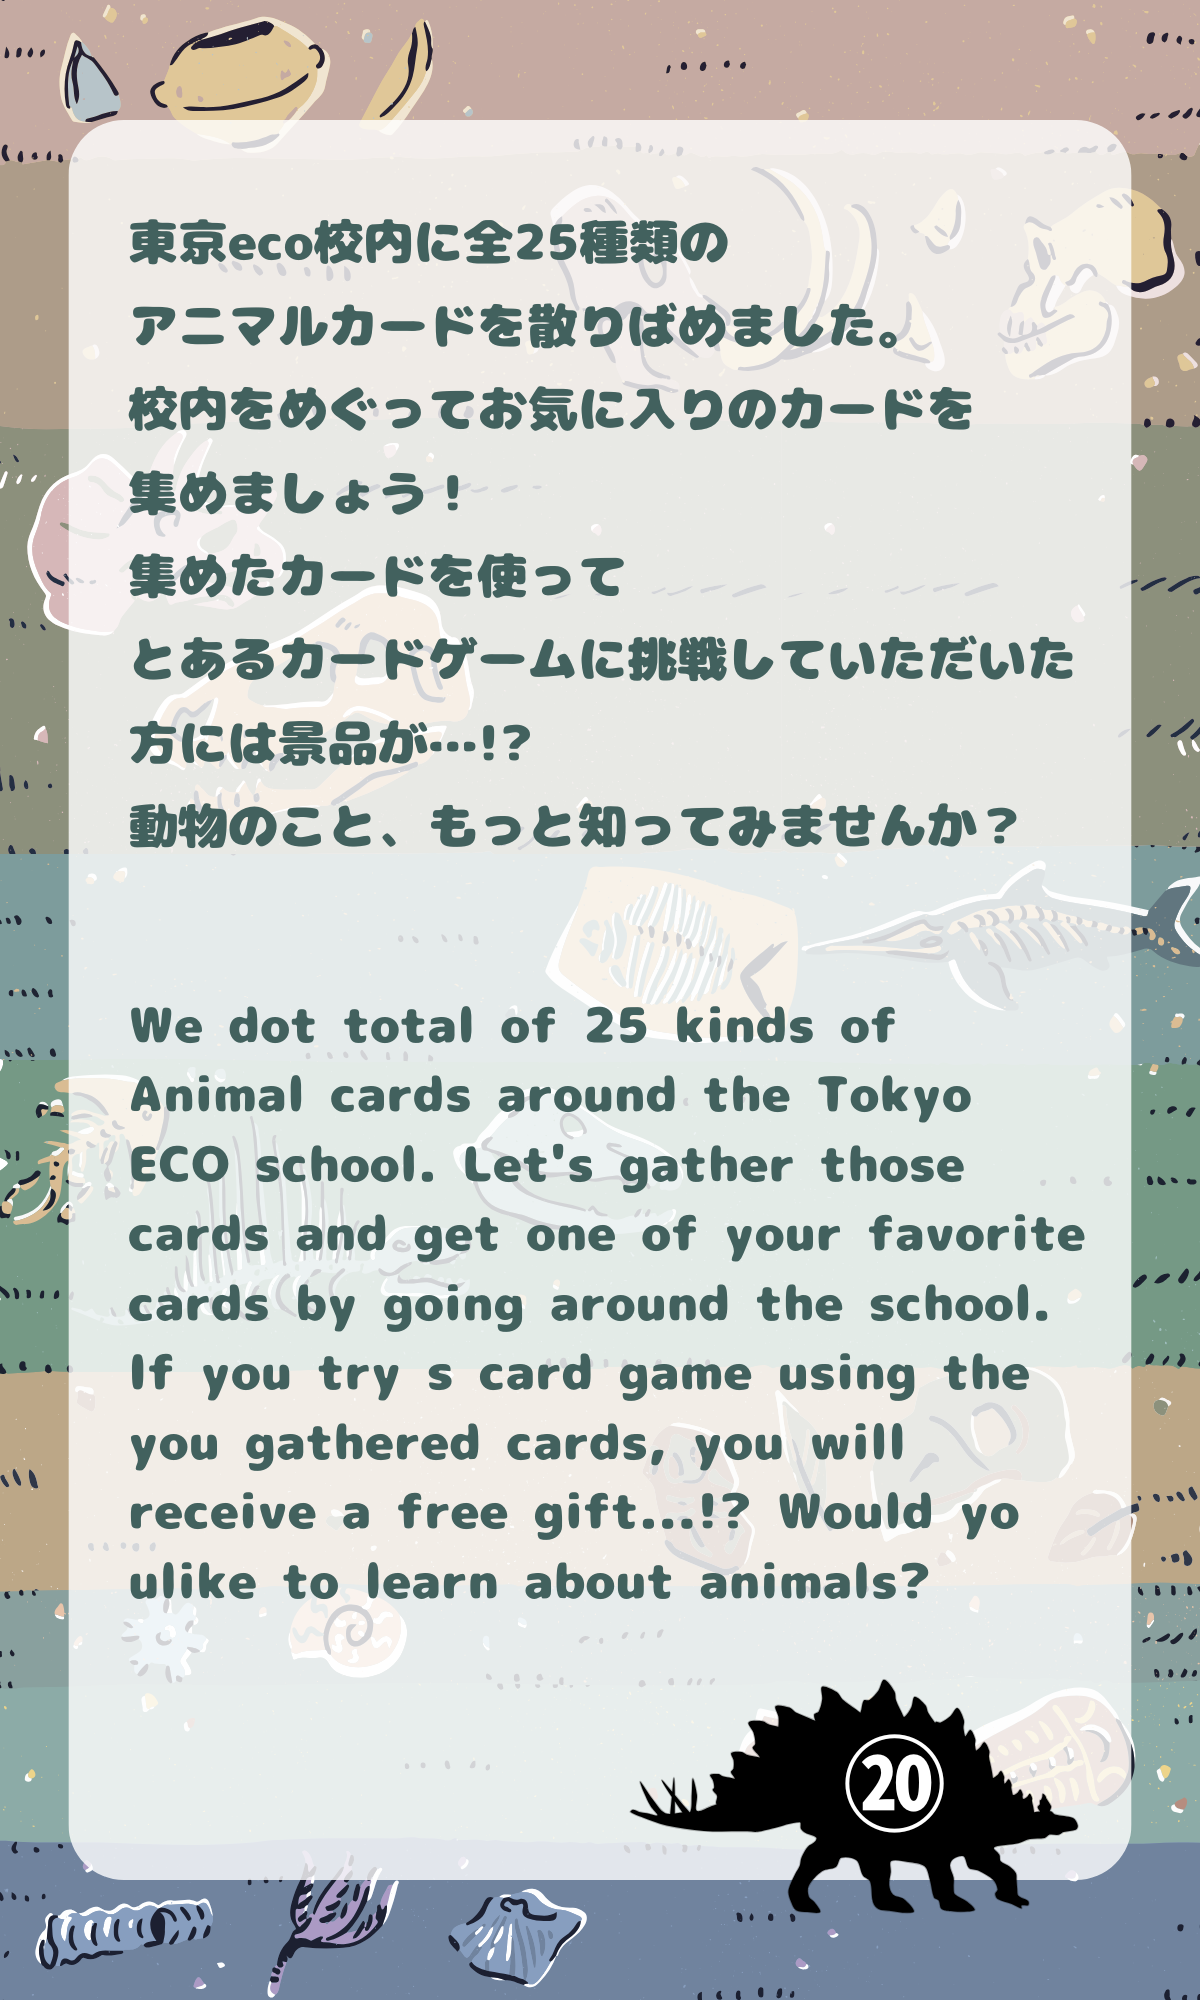 東京eco校内に全25種類の
アニマルカードを散りばめました。
校内をめぐってお気に入りのカードを
集めましょう！
集めたカードを使って
とあるカードゲームに挑戦していただいた
方には景品が…!?
動物のこと、もっと知ってみませんか？
We dot total of 25 kinds of
Animal cards around the Tokyo
ECO school. Let's gather those
cards and get one of your favorite
cards by going around the school.
If you try s card game using the
you gathered cards, you will
receive a free gift...!? Would yo
ulike to learn about animals?
20